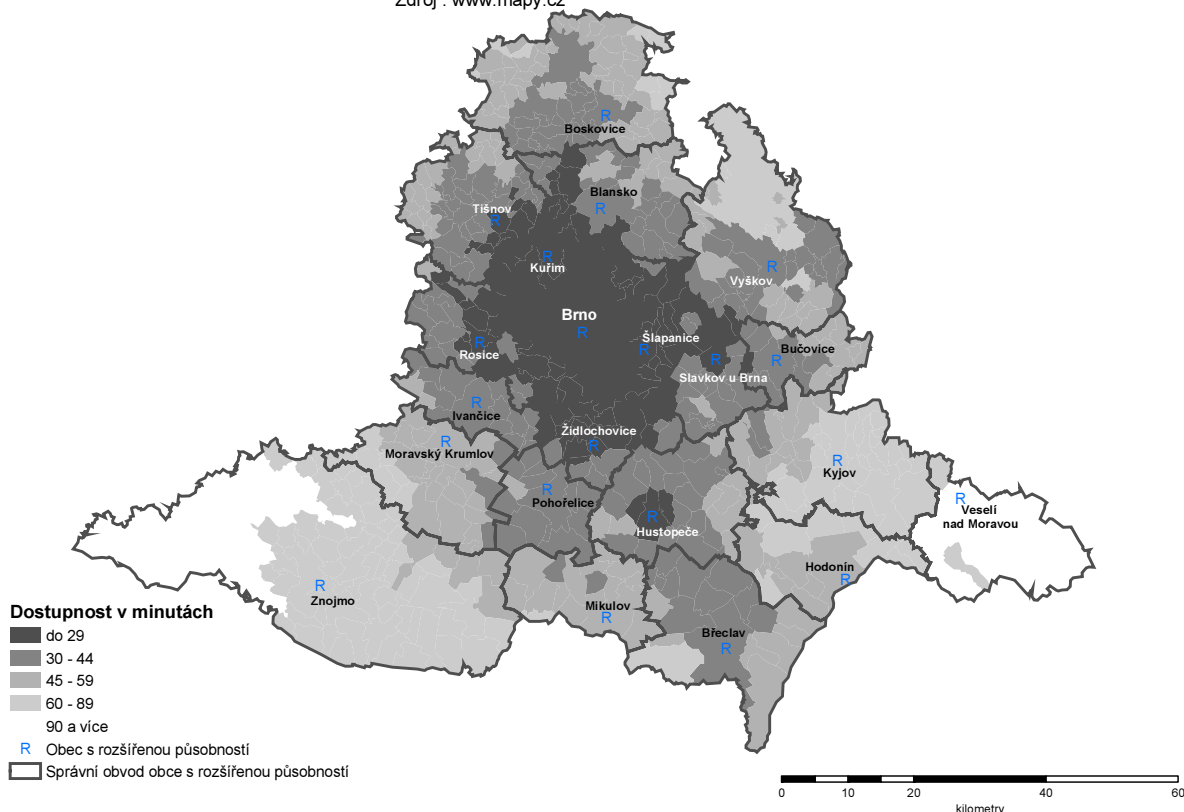 Zdroj : www.mapy.cz
R
Boskovice
Blansko
R
Tišnov
R
R
Kuřim
R
Vyškov
Brno
R
Šlapanice
R
R
Rosice
Bučovice
R
R
Slavkov u Brna
R
Ivančice
Židlochovice
R
R
Moravský Krumlov
R
Kyjov
R
Pohořelice
R
Veselí
nad Moravou
R
Hustopeče
Hodonín
R
R
Znojmo
Mikulov
R
Břeclav
R
Dostupnost v minutách
do 29
30 - 44
45 - 59
60 - 89
90 a více
R Obec s rozšířenou působností
Správní obvod obce s rozšířenou působností
0 10 20 40 60
kilometry